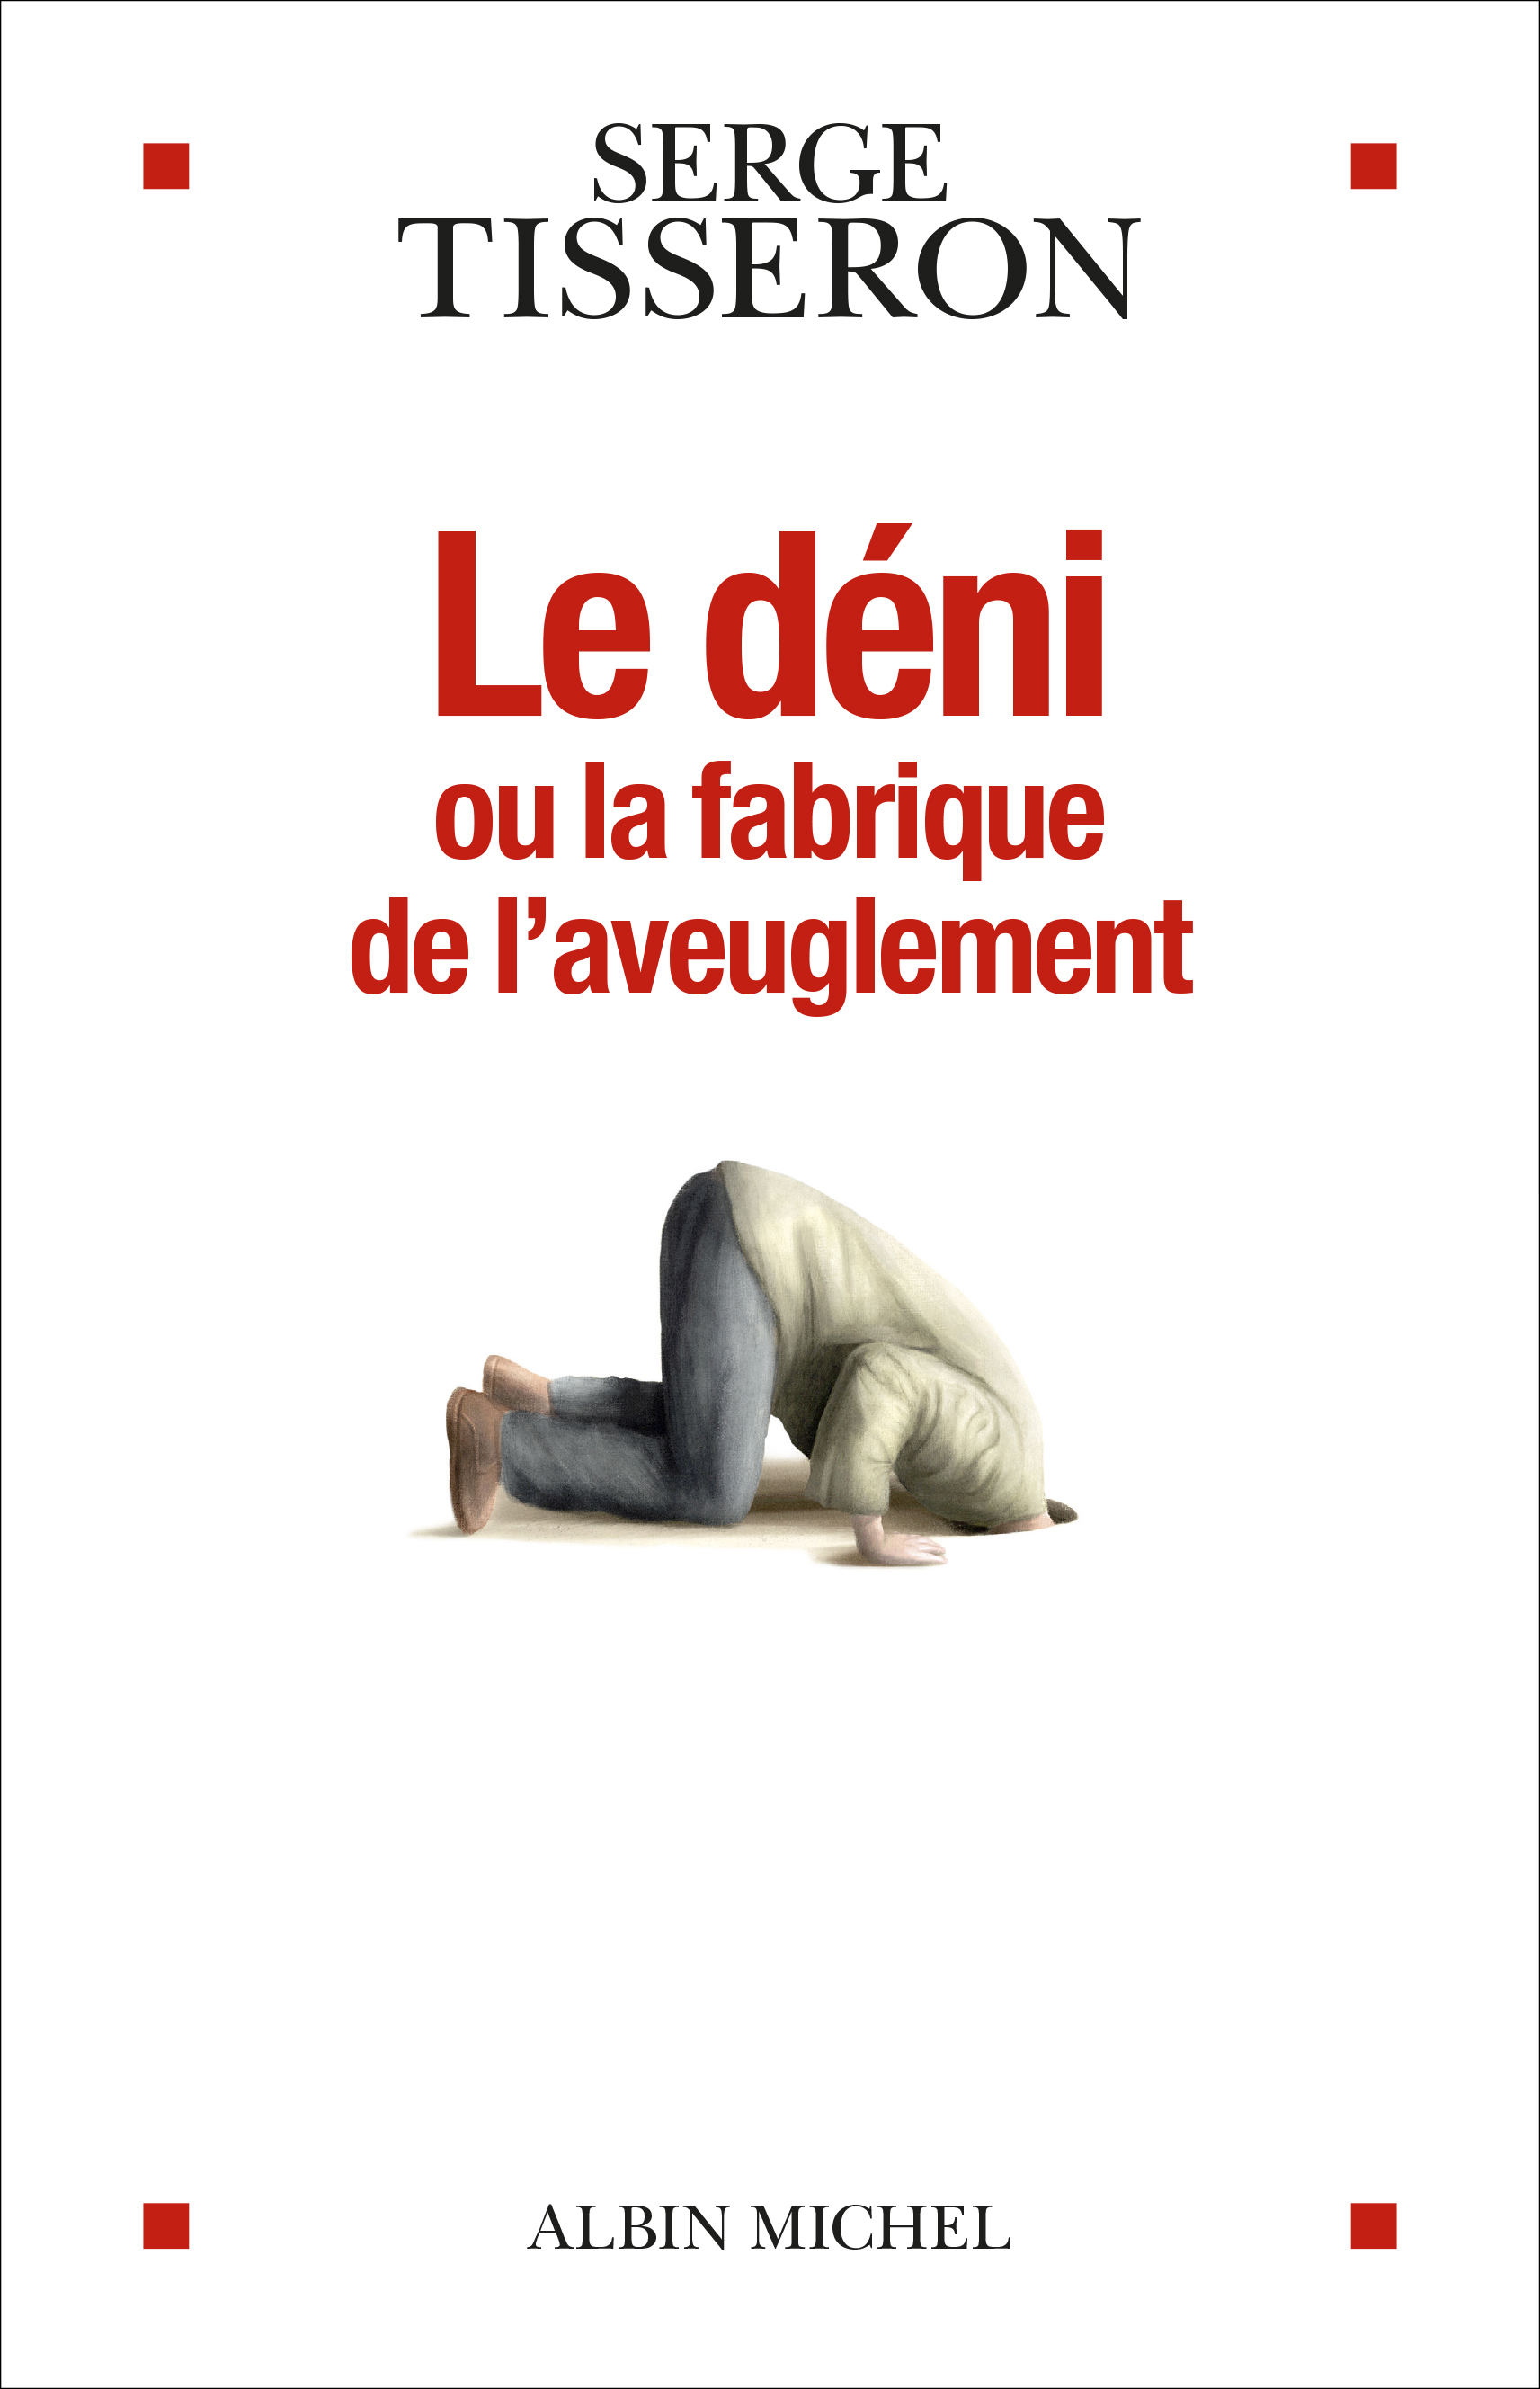 SERGE
TISSERON
Le déni
ou la fabrique
de l’aveuglement
ALBIN MICHEL